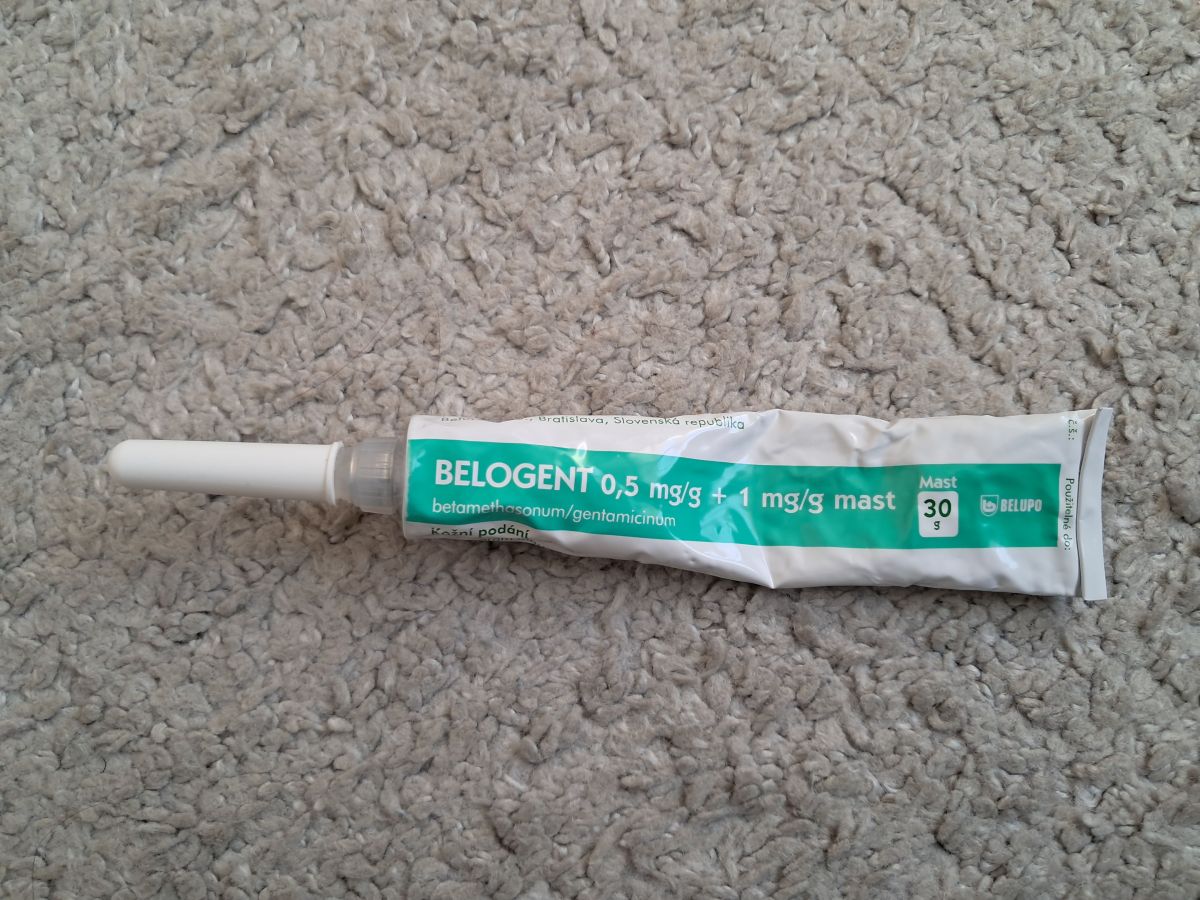 Bratislava, Slovenská republika
BELOGENT 0,5 mg/g + 1 mg/g mast
betamethasonum/gentamicinum
Kožní podání
Mast
30
g
BELUPO
č.š.:
Použitelné do: